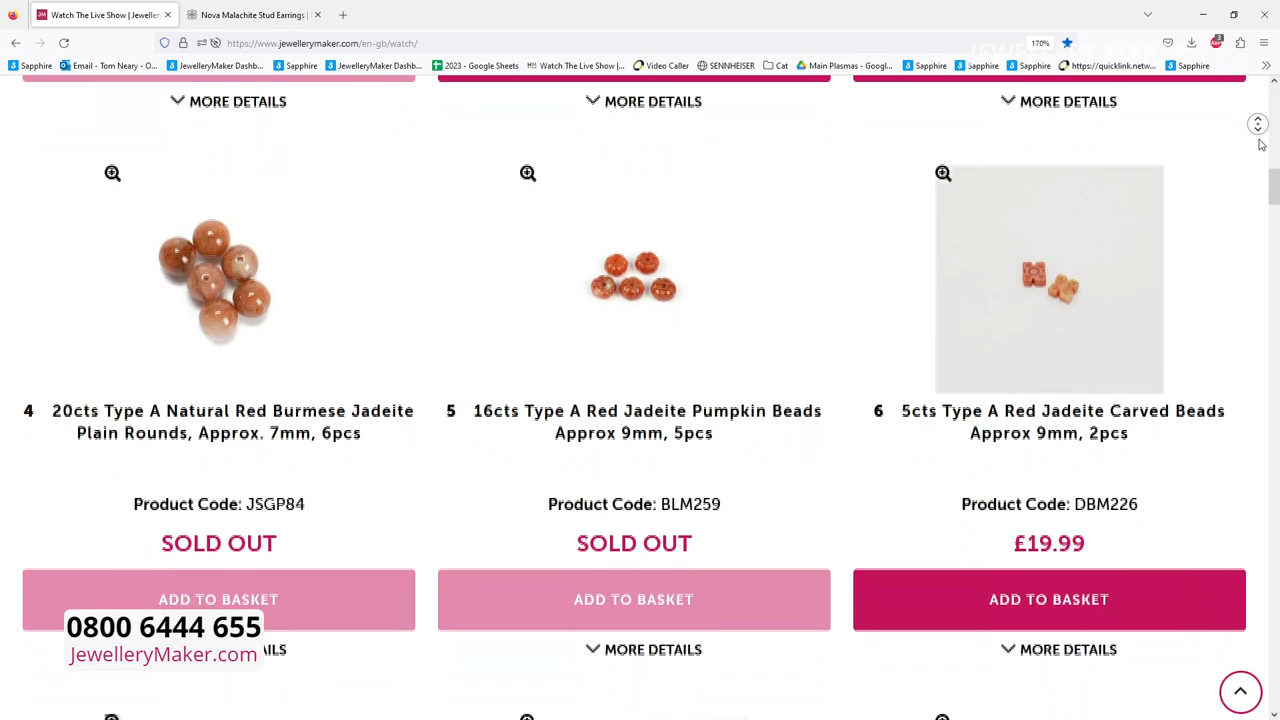 Watch The Live Show | Jeweller
Nova Malachite Stud Earrings |
https://www.jewellerymaker.com/en-gb/watch/
170%
3
Sapphire
Email - Tom Neary - O...
JewelleryMaker Dashb...
Sapphire
JewelleryMaker Dashb...
2023 - Google Sheets
Watch The Live Show |...
Video Caller
SENNHEISER
Cat
Main Plasmas - Googl...
Sapphire
Sapphire
Sapphire
https://quicklink.netw...
Sapphire
MORE DETAILS
MORE DETAILS
MORE DETAILS
4 20cts Type A Natural Red Burmese Jadeite
Plain Rounds, Approx. 7mm, 6pcs
Product Code: JSGP84
SOLD OUT
ADD TO BASKET
5 16cts Type A Red Jadeite Pumpkin Beads
Approx 9mm, 5pcs
Product Code: BLM259
SOLD OUT
ADD TO BASKET
MORE DETAILS
6 5cts Type A Red Jadeite Carved Beads
Approx 9mm, 2pcs
Product Code: DBM226
£19.99
ADD TO BASKET
MORE DETAILS
0800 6444 655
JewelleryMaker.com